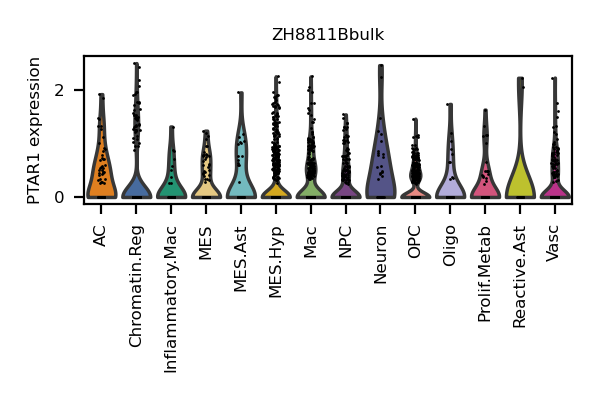 ZH8811Bbulk
PTAR1 expression
2
0
AC
Chromatin.Reg
Inflammatory.Mac
MES
MES.Ast
MES.Hyp
Mac
NPC
Neuron
OPC
Oligo
Prolif.Metab
Reactive.Ast
Vasc